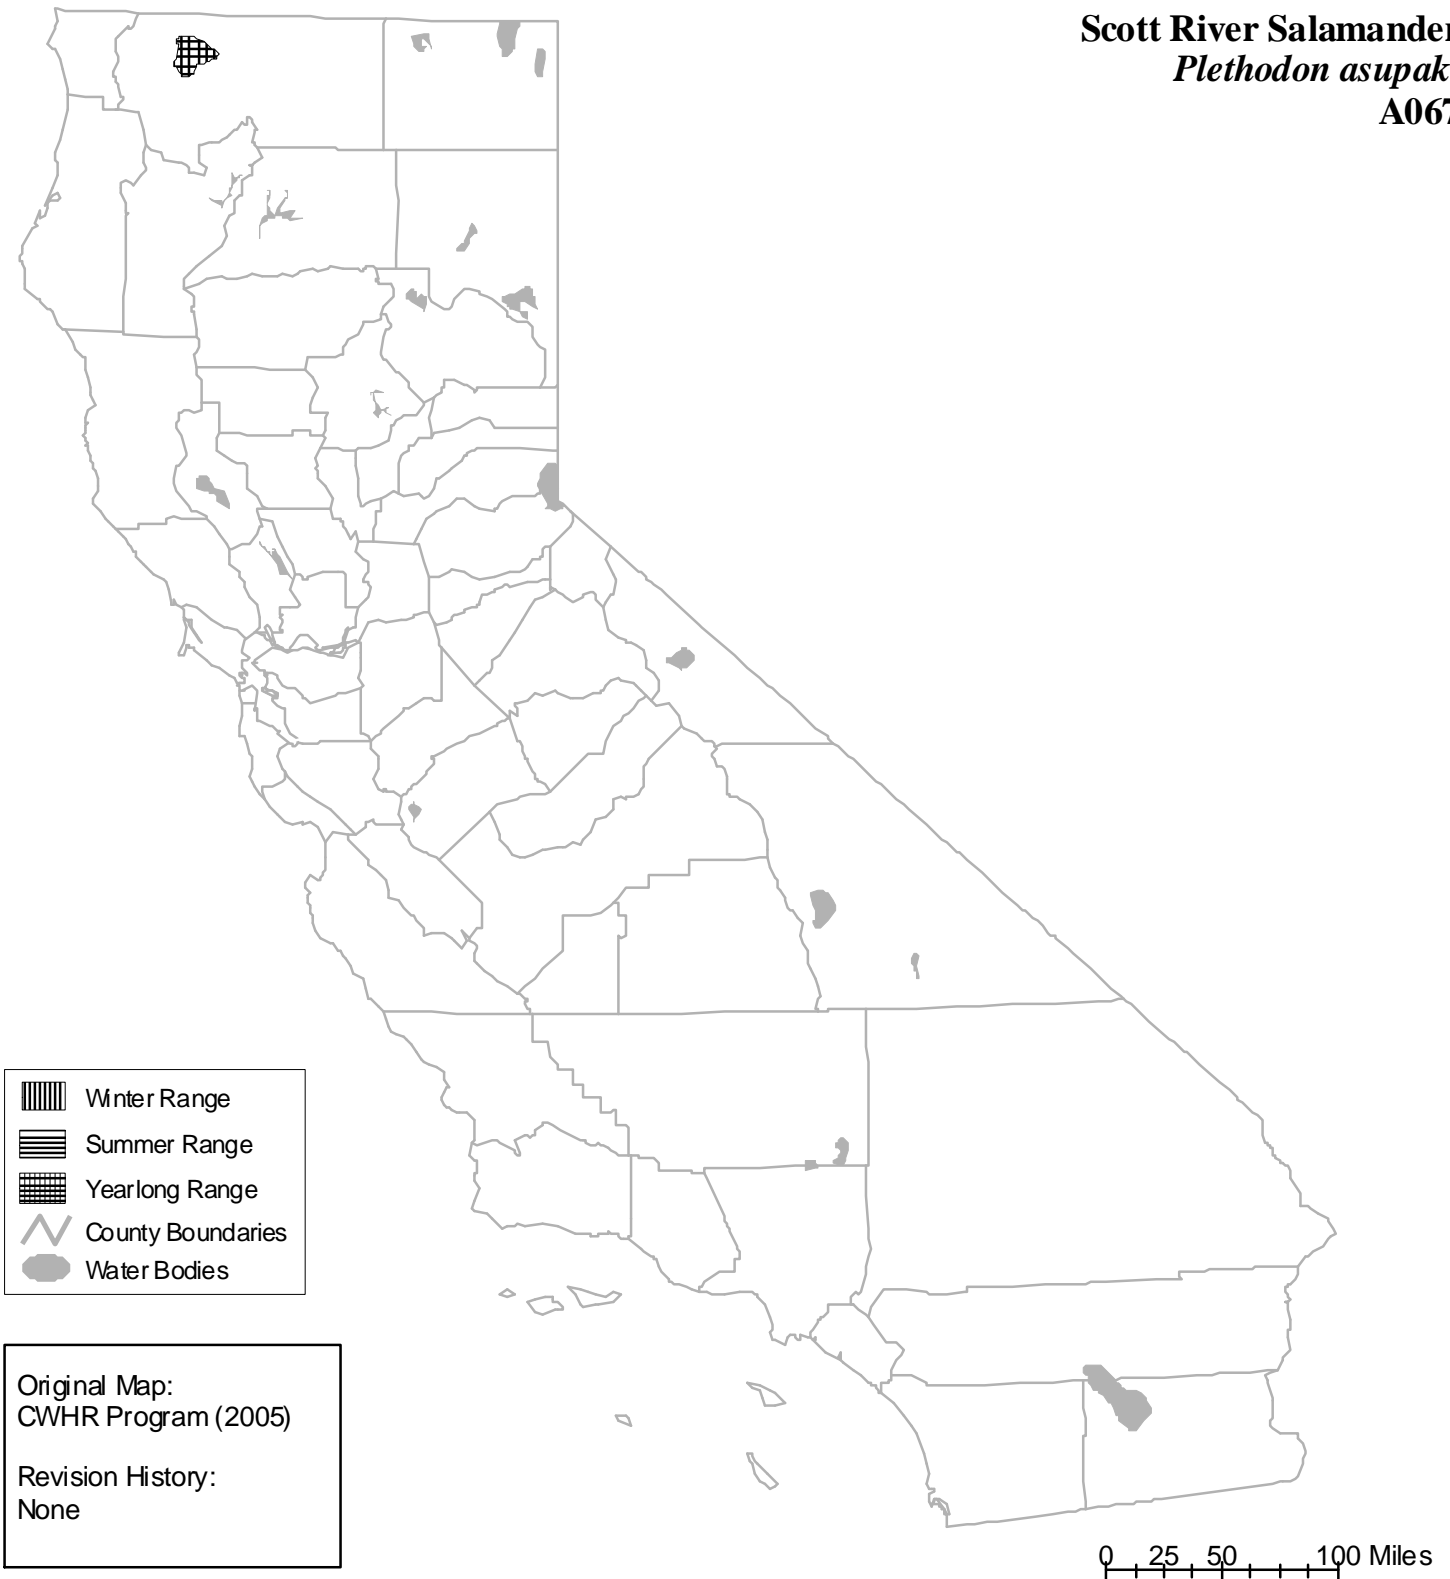 Scott River Salamander
Plethodon asupak
A067
Winter Range
Summer Range
Yearlong Range
County Boundaries
Water Bodies
Original Map:
CWHR Program (2005)
Revision History:
None
0 25 50 100 Miles